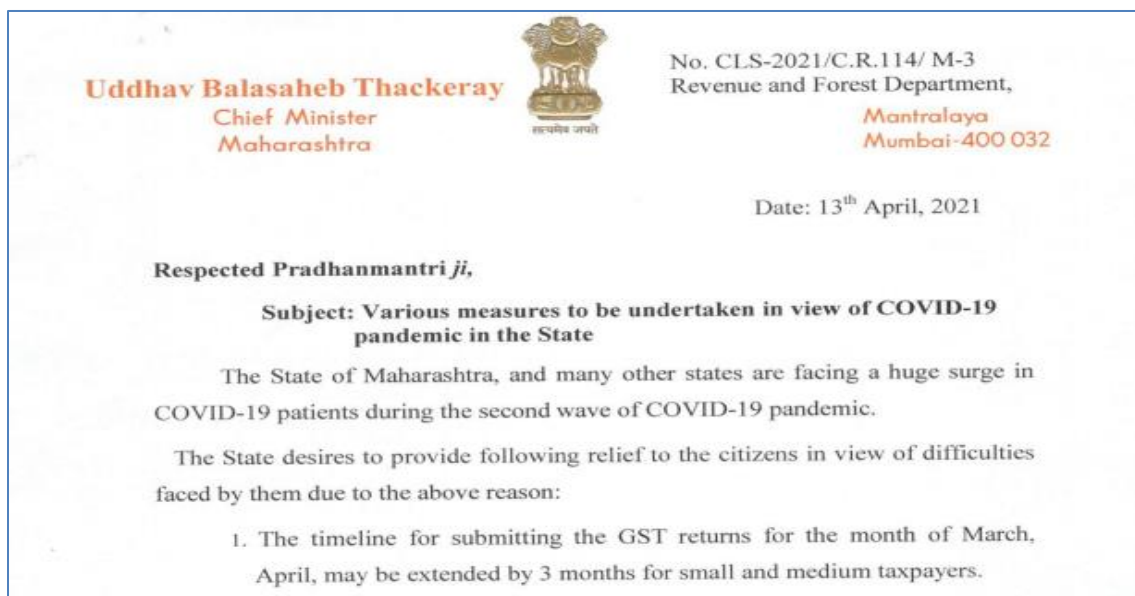 Uddhav Balasaheb Thackeray
Chief Minister
Maharashtra
सत्यमेव जयते
No. CLS-2021/C.R.114/ M-3
Revenue and Forest Department,
Mantralaya
Mumbai-400 032
Date: 13th April, 2021
Respected Pradhanmantri ji,
Subject: Various measures to be undertaken in view of COVID-19
pandemic in the State
The State of Maharashtra, and many other states are facing a huge surge in
COVID-19 patients during the second wave of COVID-19 pandemic.
The State desires to provide following relief to the citizens in view of difficulties
faced by them due to the above reason:
1. The timeline for submitting the GST returns for the month of March,
April, may be extended by 3 months for small and medium taxpayers.